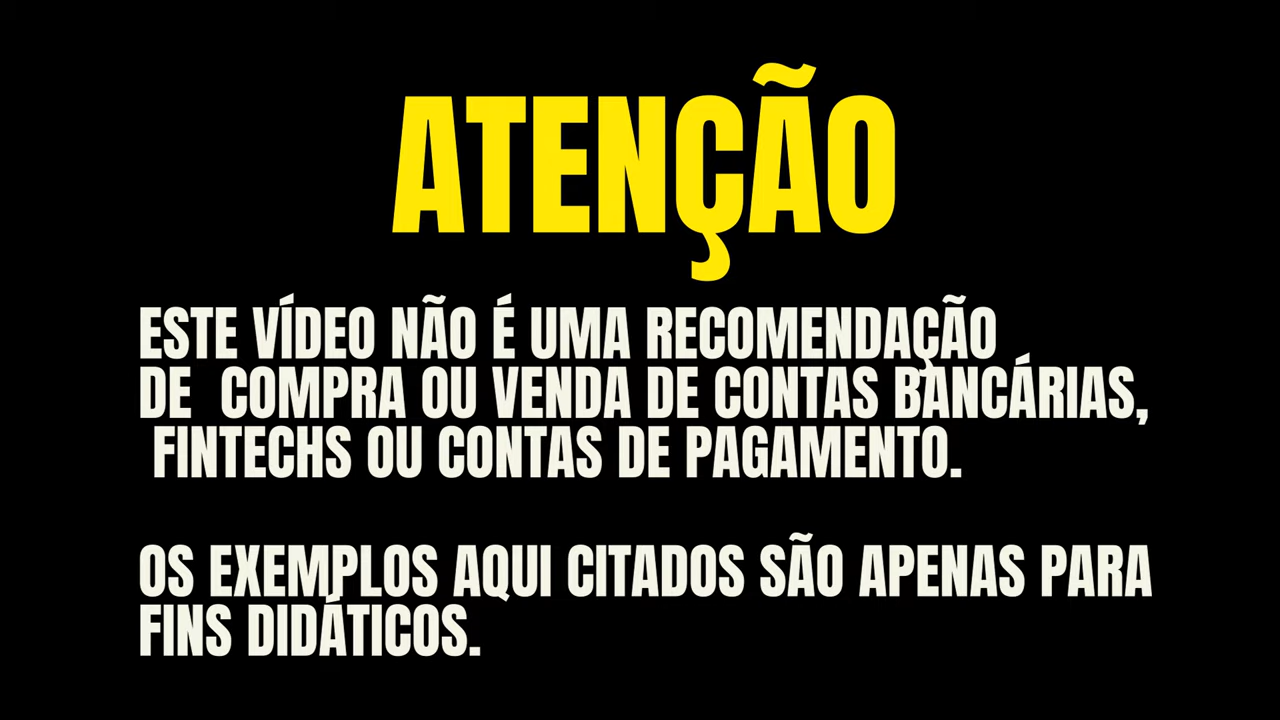 ATENÇÃO
ESTE VÍDEO NÃO É UMA RECOMENDAÇÃO
DE COMPRA OU VENDA DE CONTAS BANCÁRIAS,
FINTECHS OU CONTAS DE PAGAMENTO.
OS EXEMPLOS AQUI CITADOS SÃO APENAS PARA
FINS DIDÁTICOS.